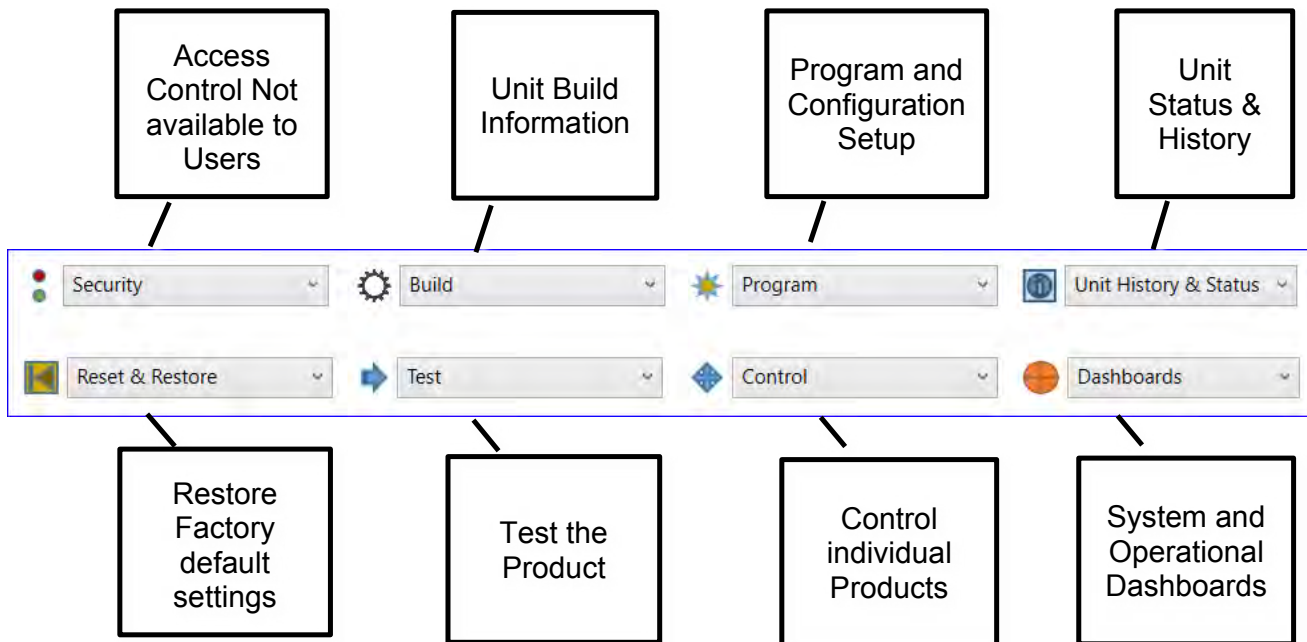 Access
Control Not
available to
Users
Unit Build
Information
Program and
Configuration
Setup
Unit
Status &
History
Security
Build
Program
Unit History & Status
Reset & Restore
Test
Control
Dashboards
Restore
Factory
default
settings
Test the
Product
Control
individual
Products
System and
Operational
Dashboards